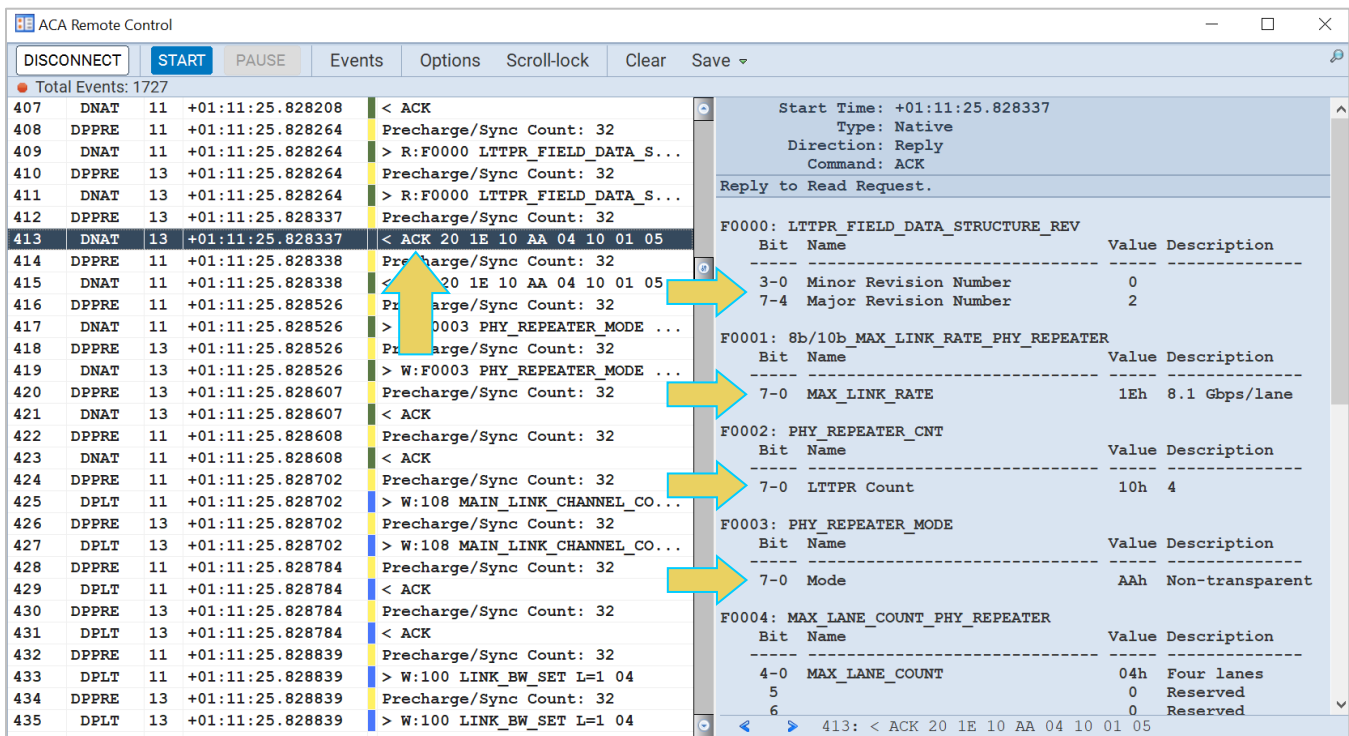 ACA Remote Control
DISCONNECT START PAUSE Events Options Scroll-lock Clear Save
Total Events: 1727
407 DNAT 11 +01:11:25.828208 < ACK
408 DPPRE 11 +01:11:25.828264 Precharge/Sync Count: 32
409 DNAT 11 +01:11:25.828264 > R:F0000 LTTPR_FIELD_DATA_S...
410 DPPRE 13 +01:11:25.828264 Precharge/Sync Count: 32
411 DNAT 13 +01:11:25.828264 > R:F0000 LTTPR_FIELD_DATA_S...
412 DPPRE 13 +01:11:25.828337 Precharge/Sync Count: 32
413 DNAT 13 +01:11:25.828337 < ACK 20 1E 10 AA 04 10 01 05
414 DPPRE 11 +01:11:25.828338 Count: 32
415 DNAT 11 +01:11:25.828338 < 20 1E 10 AA 04 10 01 05
416 DPPRE 11 +01:11:25.828526 Count: 32
417 DNAT 11 +01:11:25.828526 > PHY_REPEATER_MODE ...
418 DPPRE 13 +01:11:25.828526 Count: 32
419 DNAT 13 +01:11:25.828526 > W:F0003 PHY_REPEATER_MODE ...
420 DPPRE 13 +01:11:25.828607 Precharge/Sync Count: 32
421 DNAT 13 +01:11:25.828607 < ACK
422 DPPRE 11 +01:11:25.828608 Precharge/Sync Count: 32
423 DNAT 11 +01:11:25.828608 < ACK
424 DPPRE 11 +01:11:25.828702 Precharge/Sync Count: 32
425 DPLT 11 +01:11:25.828702 > W:108 MAIN_LINK_CHANNEL_CO...
426 DPPRE 13 +01:11:25.828702 Precharge/Sync Count: 32
427 DPLT 13 +01:11:25.828702 > W:108 MAIN_LINK_CHANNEL_CO...
428 DPPRE 11 +01:11:25.828784 Precharge/Sync Count: 32
429 DPLT 11 +01:11:25.828784 < ACK
430 DPPRE 13 +01:11:25.828784 Precharge/Sync Count: 32
431 DPLT 13 +01:11:25.828784 < ACK
432 DPPRE 11 +01:11:25.828839 Precharge/Sync Count: 32
433 DPLT 11 +01:11:25.828839 > W:100 LINK_BW_SET L=1 04
434 DPPRE 13 +01:11:25.828839 Precharge/Sync Count: 32
435 DPLT 13 +01:11:25.828839 > W:100 LINK_BW_SET L=1 04
Start Time: +01:11:25.828337
Type: Native
Direction: Reply
Command: ACK
Reply to Read Request.
F0000: LTTPR_FIELD_DATA_STRUCTURE_REV
Bit Name Value Description
3-0 Minor Revision Number 0
7-4 Major Revision Number 2
F0001: 8b/10b_MAX_LINK_RATE_PHY_REPEATER
Bit Name Value Description
7-0 MAX_LINK_RATE 1Eh 8.1 Gbps/lane
F0002: PHY_REPEATER_CNT
Bit Name Value Description
7-0 LTTPR Count 10h 4
F0003: PHY_REPEATER_MODE
Bit Name Value Description
7-0 Mode AAh Non-transparent
F0004: MAX_LANE_COUNT_PHY_REPEATER
Bit Name Value Description
4-0 MAX_LANE_COUNT 04h Four lanes
5 0 Reserved
6 0 Reserved
413: < ACK 20 1E 10 AA 04 10 01 05